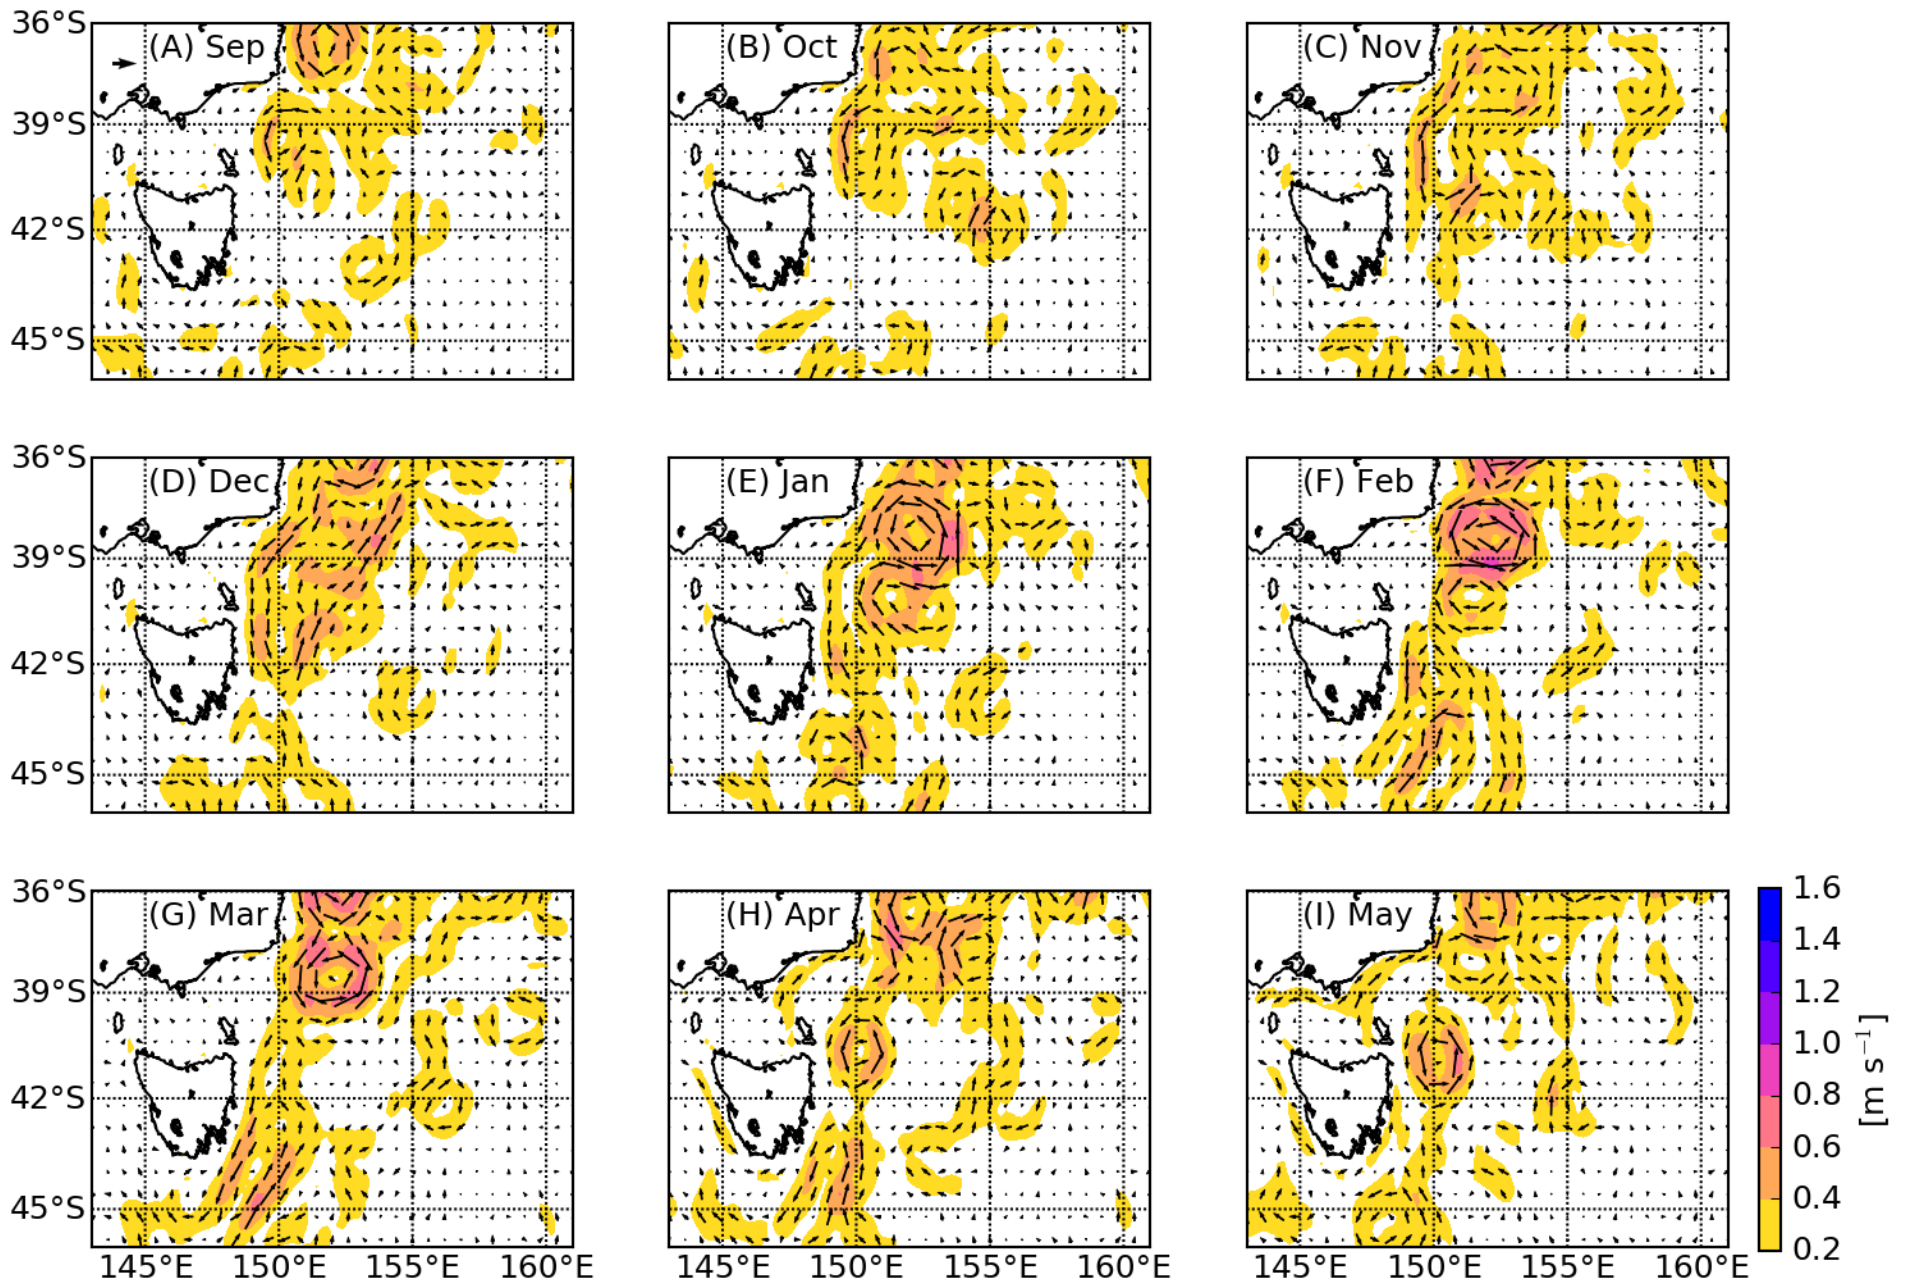 36°S
39°S
42°S
45°S
(A) Sep
(B) Oct
(C) Nov
36°S
39°S
42°S
45°S
(D) Dec
(E) Jan
(F) Feb
36°S
39°S
42°S
45°S
(G) Mar
(H) Apr
(I) May
145°E 150°E 155°E 160°E
145°E 150°E 155°E 160°E
145°E 150°E 155°E 160°E
1.6
1.4
1.2
1.0
0.8
0.6
0.4
0.2
[m s⁻¹]